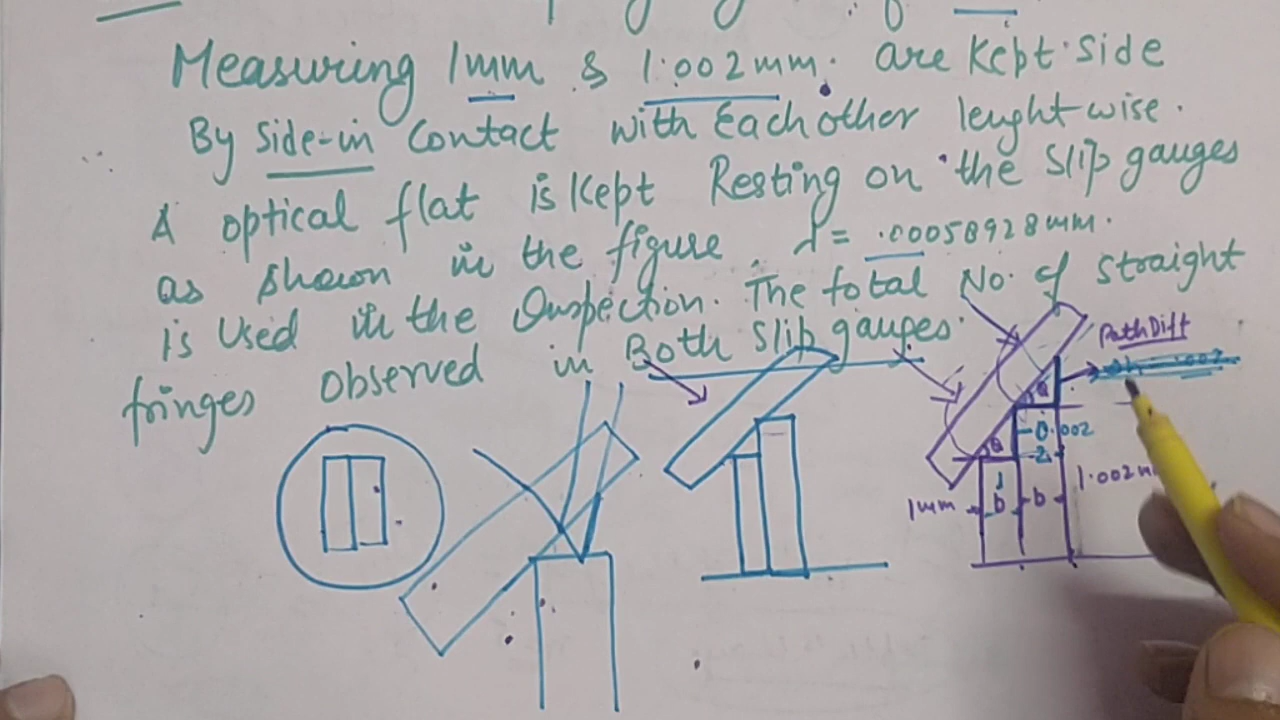 Measuring 1mm & 1.002mm. are kept side
By side-in contact with Each other lenght wise.
A optical flat is kept Resting on the slip gauges
as shown in the figure. λ = .00058928mm.
is used in the Inspection. The total No. of straight
fringes observed in Both slip gauges.
Path Diff
0.002
θ
θ
1.002m
1mm
b
b